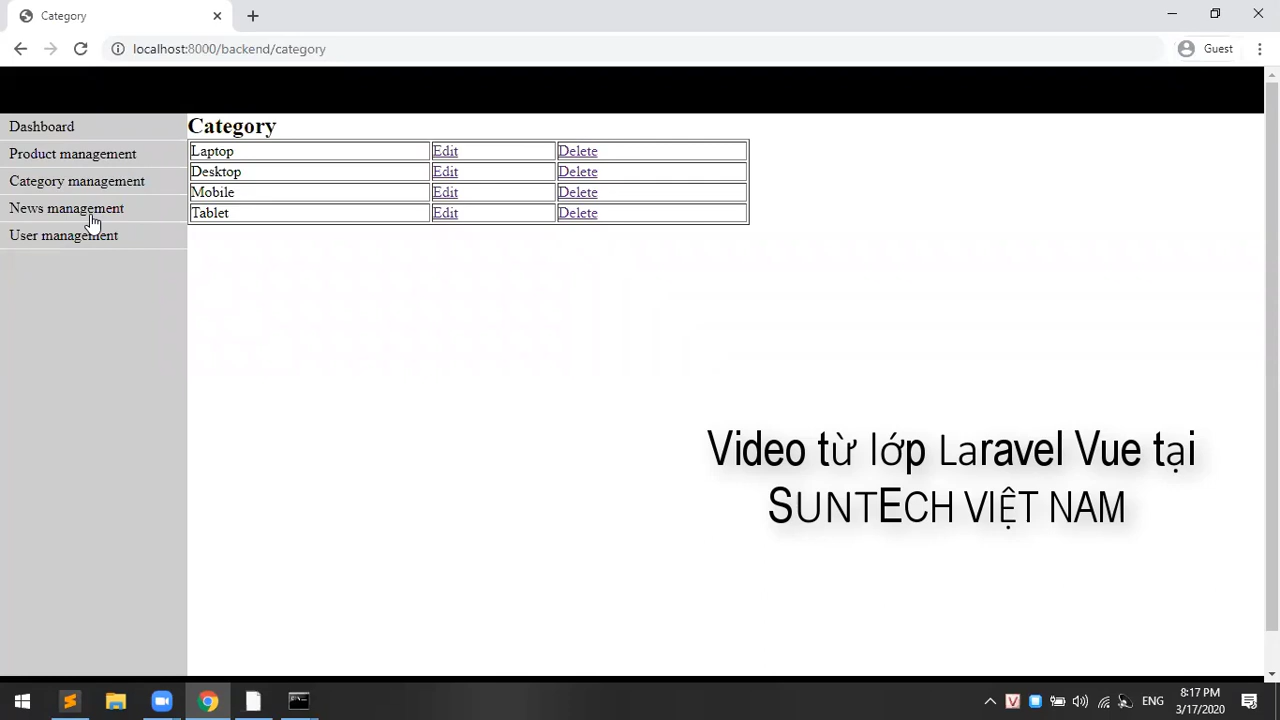 Category
localhost:8000/backend/category
Guest
Dashboard
Product management
Category management
News management
User management
Category
Laptop Edit Delete
Desktop Edit Delete
Mobile Edit Delete
Tablet Edit Delete
Video từ lớp Laravel Vue tại
SUNTECH VIỆT NAM
V
ENG
8:17 PM
3/17/2020